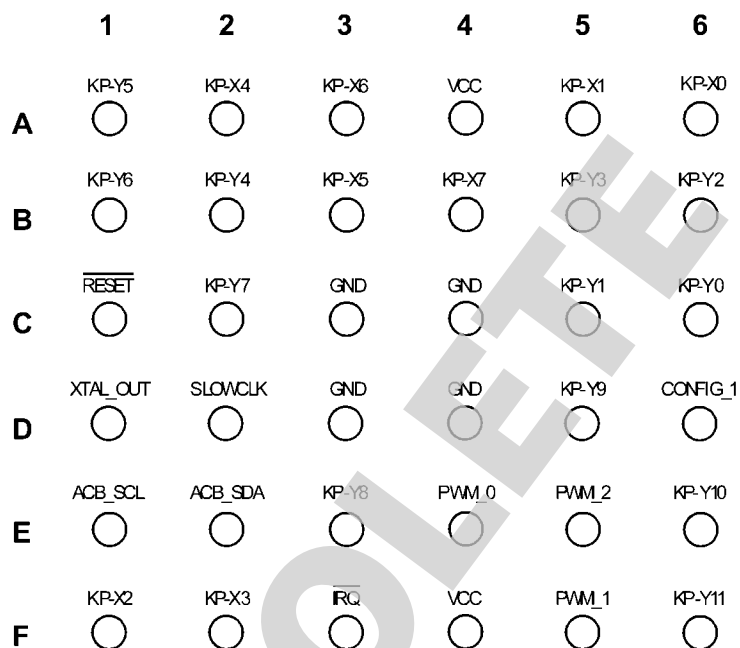 1 2 3 4 5 6
KP-Y5 KP-X4 KP-X6 VCC KP-X1 KP-X0
A
KP-Y6 KP-Y4 KP-X5 KP-X7 KP-Y3 KP-Y2
B
RESET KP-Y7 GND GND KP-Y1 KP-Y0
C
XTAL_OUT SLOWCLK GND GND KP-Y9 CONFIG_1
D
ACB_SCL ACB_SDA KP-Y8 PWM_0 PWM_2 KP-Y10
E
KP-X2 KP-X3 IRQ VCC PWM_1 KP-Y11
F
OLETE